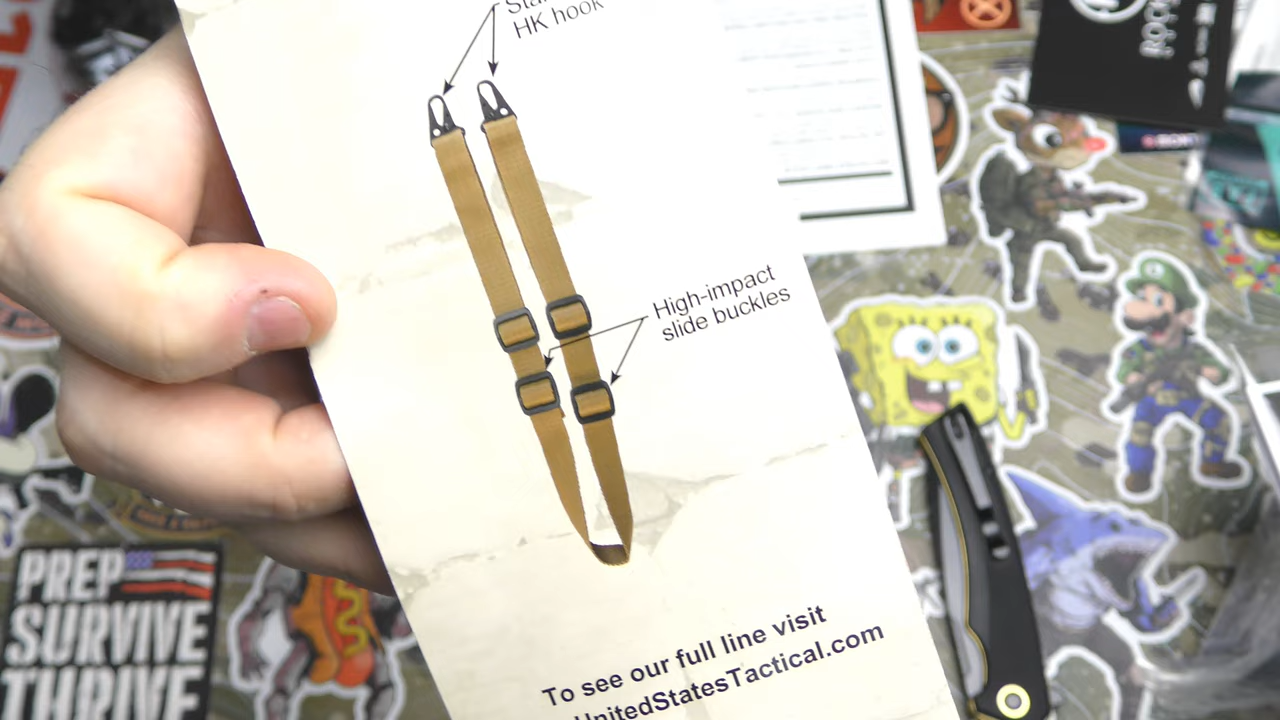 HK hook
High-impact
slide buckles
To see our full line visit
UnitedStatesTactical.com
PREP
SURVIVE
THRIVE